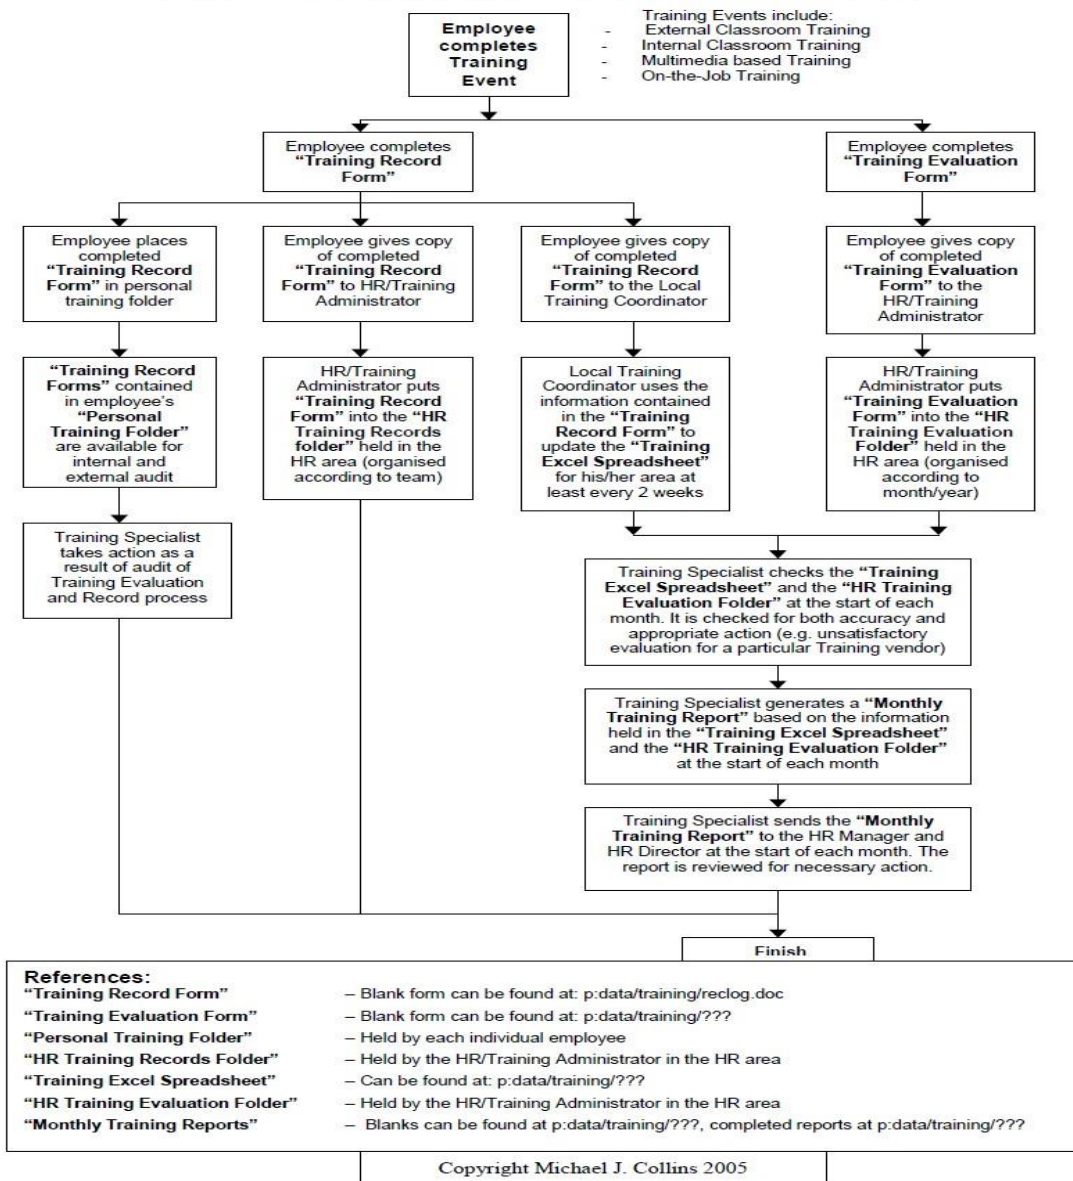 Employee
completes
Training
Event
Training Events include:
- External Classroom Training
- Internal Classroom Training
- Multimedia based Training
- On-the-Job Training
Employee completes
“Training Record
Form”
Employee completes
“Training Evaluation
Form”
Employee places
completed
“Training Record
Form” in personal
training folder
Employee gives copy
of completed
“Training Record
Form” to HR/Training
Administrator
Employee gives copy
of completed
“Training Record
Form” to the Local
Training Coordinator
Employee gives copy
of completed
“Training Evaluation
Form” to the
HR/Training
Administrator
“Training Record
Forms” contained
in employee’s
“Personal
Training Folder”
are available for
internal and
external audit
HR/Training
Administrator puts
“Training Record
Form” into the “HR
Training Records
folder” held in the
HR area (organised
according to team)
Local Training
Coordinator uses the
information contained
in the “Training
Record Form” to
update the “Training
Excel Spreadsheet”
for his/her area at
least every 2 weeks
HR/Training
Administrator puts
“Training Evaluation
Form” into the “HR
Training Evaluation
Folder” held in the
HR area (organised
according to
month/year)
Training Specialist
takes action as a
result of audit of
Training Evaluation
and Record process
Training Specialist checks the “Training
Excel Spreadsheet” and the “HR Training
Evaluation Folder” at the start of each
month. It is checked for both accuracy and
appropriate action (e.g. unsatisfactory
evaluation for a particular Training vendor)
Training Specialist generates a “Monthly
Training Report” based on the information
held in the “Training Excel Spreadsheet”
and the “HR Training Evaluation Folder”
at the start of each month
Training Specialist sends the “Monthly
Training Report” to the HR Manager and
HR Director at the start of each month. The
report is reviewed for necessary action.
Finish
References:
“Training Record Form” – Blank form can be found at: p:data/training/reclog.doc
“Training Evaluation Form” – Blank form can be found at: p:data/training/???
“Personal Training Folder” – Held by each individual employee
“HR Training Records Folder” – Held by the HR/Training Administrator in the HR area
“Training Excel Spreadsheet” – Can be found at: p:data/training/???
“HR Training Evaluation Folder” – Held by the HR/Training Administrator in the HR area
“Monthly Training Reports” – Blanks can be found at p:data/training/???, completed reports at p:data/training/???
Copyright Michael J. Collins 2005